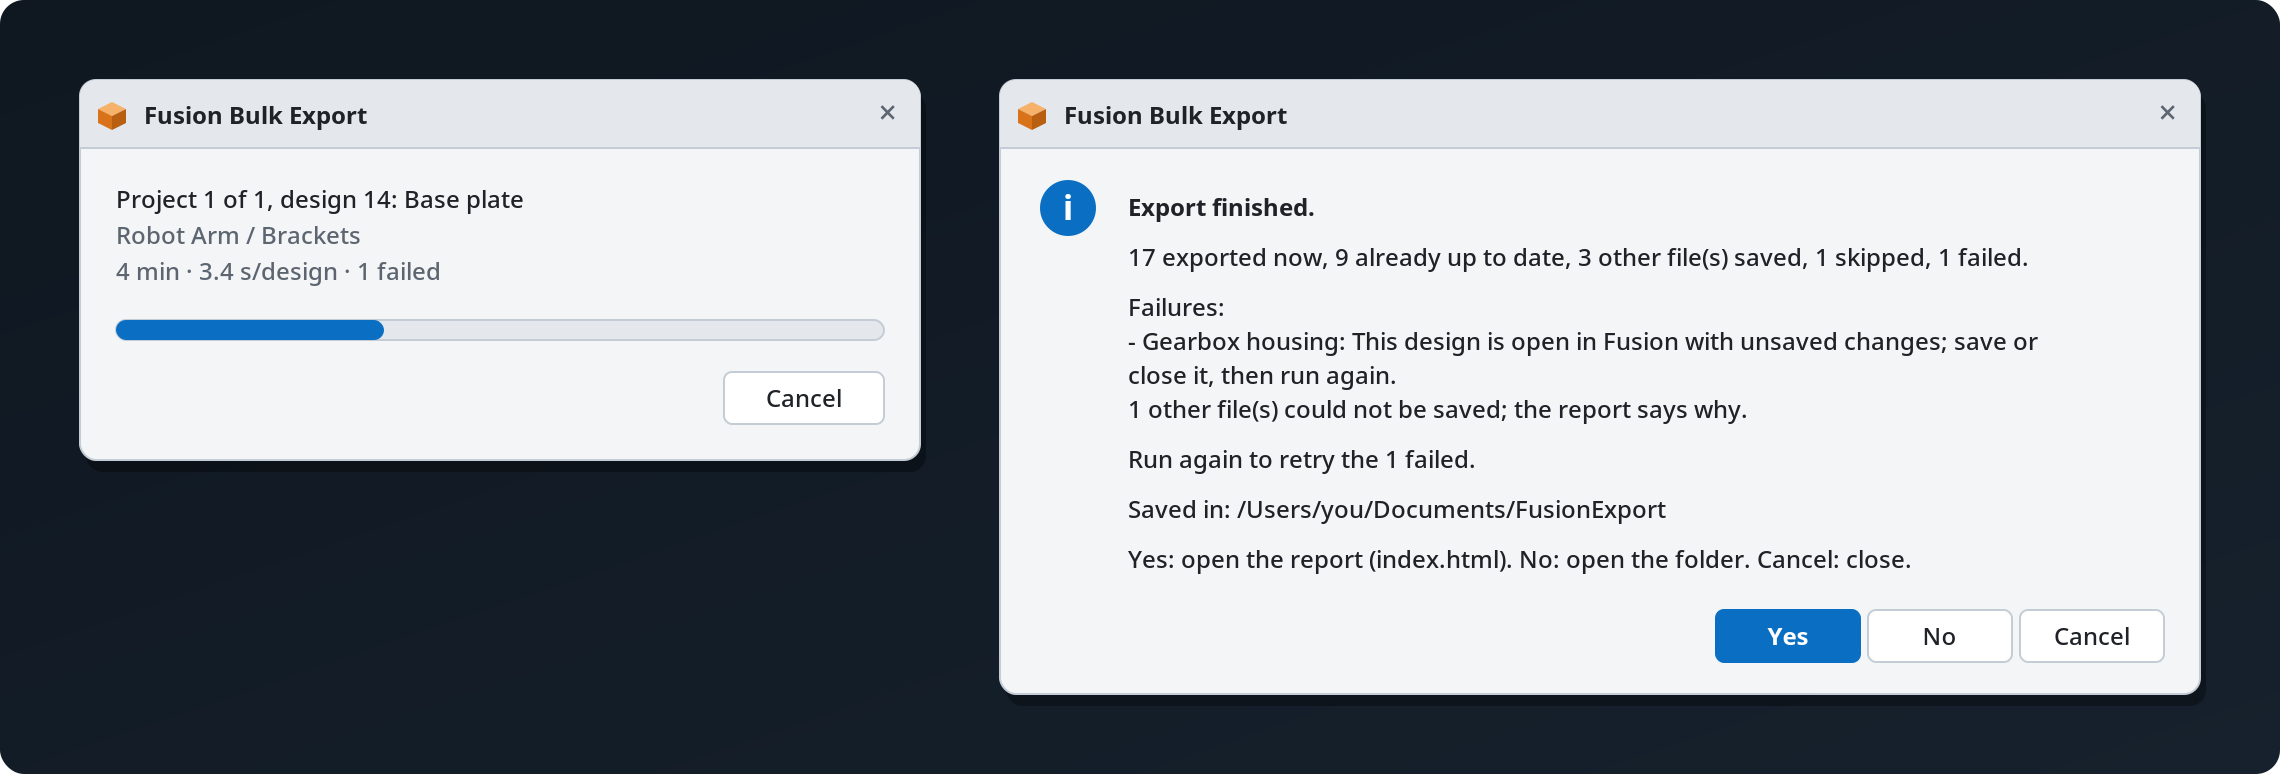 Fusion Bulk Export
Project 1 of 1, design 14: Base plate
Robot Arm / Brackets
4 min · 3.4 s/design · 1 failed
Cancel
Fusion Bulk Export
Export finished.
17 exported now, 9 already up to date, 3 other file(s) saved, 1 skipped, 1 failed.
Failures:
- Gearbox housing: This design is open in Fusion with unsaved changes; save or
close it, then run again.
1 other file(s) could not be saved; the report says why.
Run again to retry the 1 failed.
Saved in: /Users/you/Documents/FusionExport
Yes: open the report (index.html). No: open the folder. Cancel: close.
Yes
No
Cancel